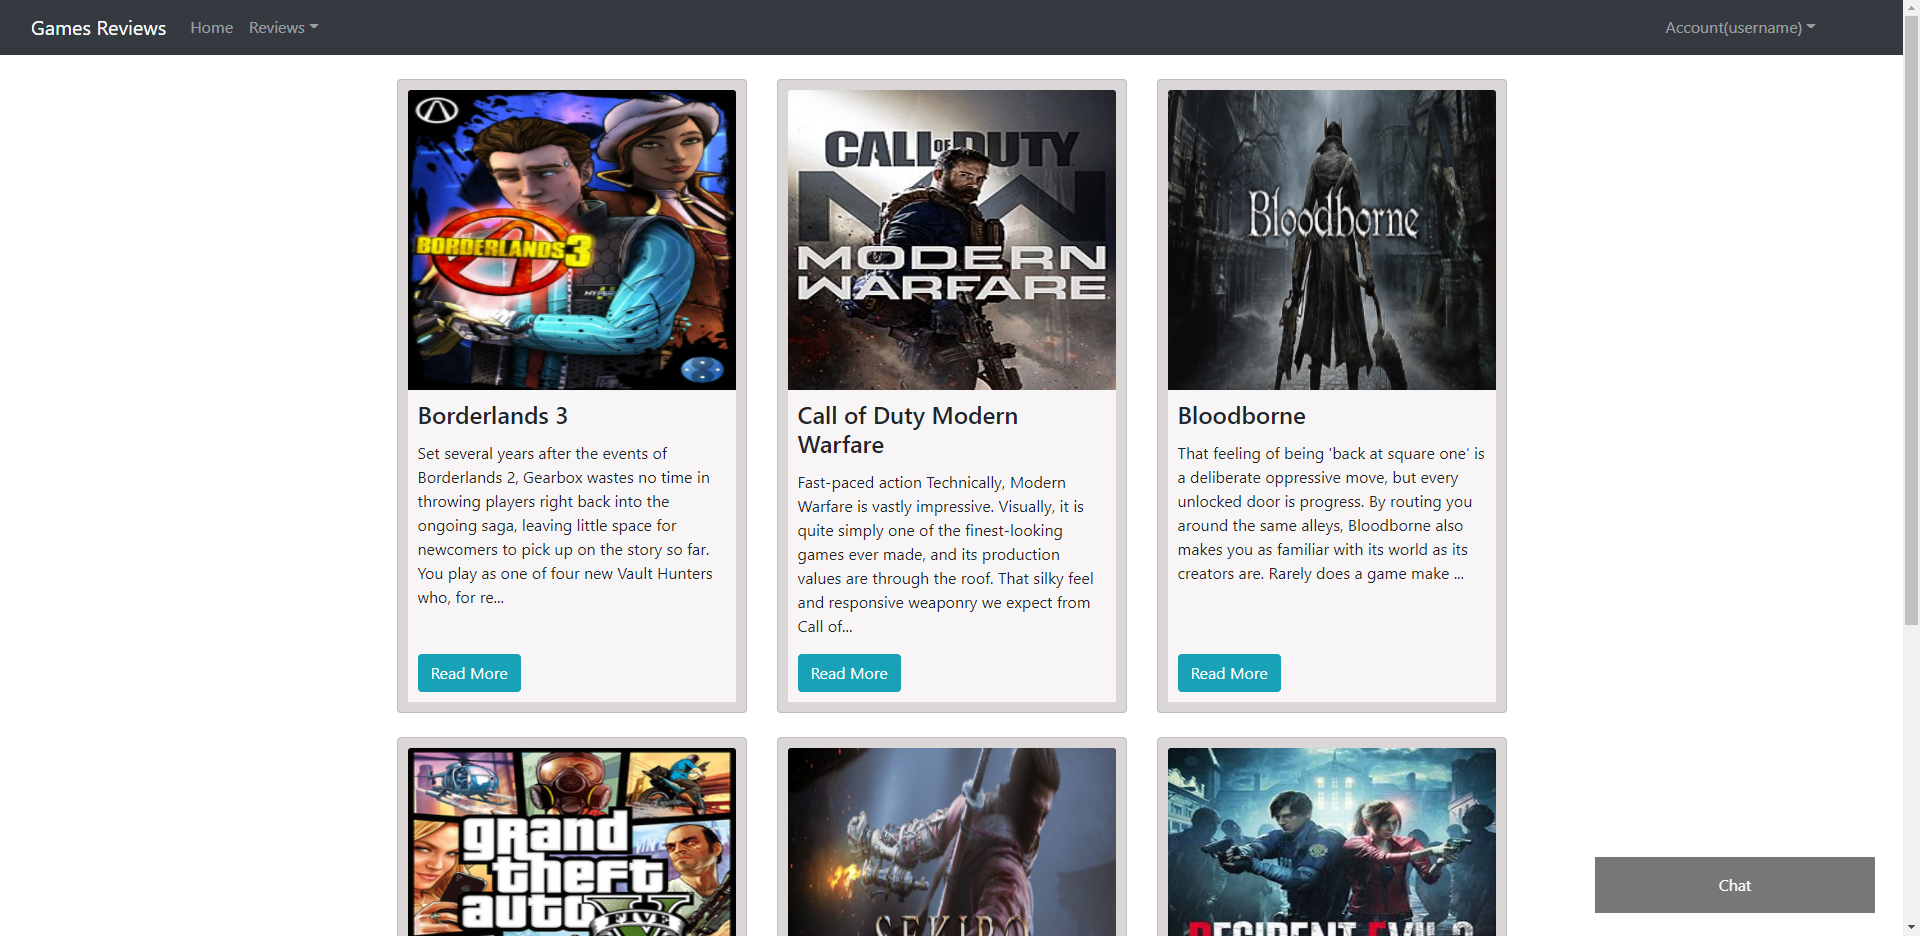 Games Reviews Home Reviews Account(username)
BORDERLANDS 3
CALL OF DUTY
MW
MODERN
WARFARE
Bloodborne
Borderlands 3
Set several years after the events of
Borderlands 2, Gearbox wastes no time in
throwing players right back into the
ongoing saga, leaving little space for
newcomers to pick up on the story so far.
You play as one of four new Vault Hunters
who, for re...
Read More
Call of Duty Modern
Warfare
Fast-paced action Technically, Modern
Warfare is vastly impressive. Visually, it is
quite simply one of the finest-looking
games ever made, and its production
values are through the roof. That silky feel
and responsive weaponry we expect from
Call of...
Read More
Bloodborne
That feeling of being 'back at square one' is
a deliberate oppressive move, but every
unlocked door is progress. By routing you
around the same alleys, Bloodborne also
makes you as familiar with its world as its
creators are. Rarely does a game make ...
Read More
grand
theft
auto
V
FIVE
SEKIRO
RESIDENT EVIL 2
Chat